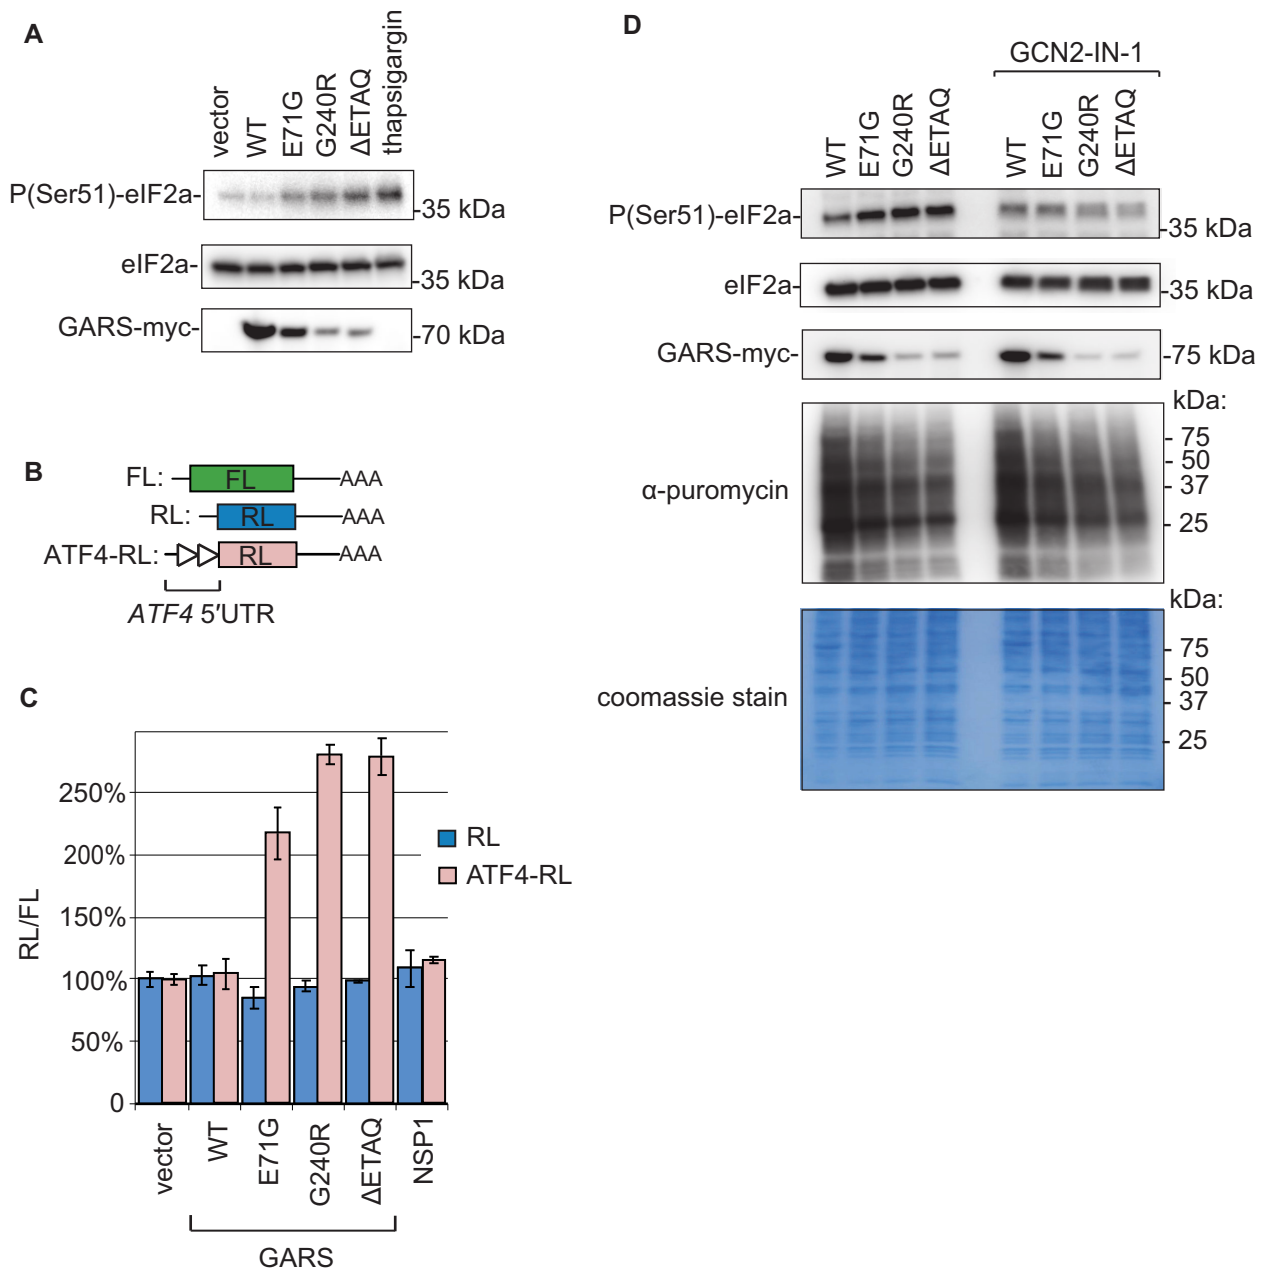 A
vector
WT
E71G
G240R
ΔETAQ
thapsigargin
P(Ser51)-eIF2a-
-35 kDa
eIF2a-
-35 kDa
GARS-myc-
-70 kDa
B
FL: FL AAA
RL: RL AAA
ATF4-RL: RL AAA
ATF4 5'UTR
C
RL/FL
250%
200%
150%
100%
50%
0
RL
ATF4-RL
vector
WT
E71G
G240R
ΔETAQ
NSP1
GARS
D
GCN2-IN-1
WT
E71G
G240R
ΔETAQ
WT
E71G
G240R
ΔETAQ
P(Ser51)-eIF2a-
-35 kDa
eIF2a-
-35 kDa
GARS-myc-
-75 kDa
kDa:
α-puromycin
- 75
- 50
- 37
- 25
kDa:
coomassie stain
- 75
- 50
- 37
- 25